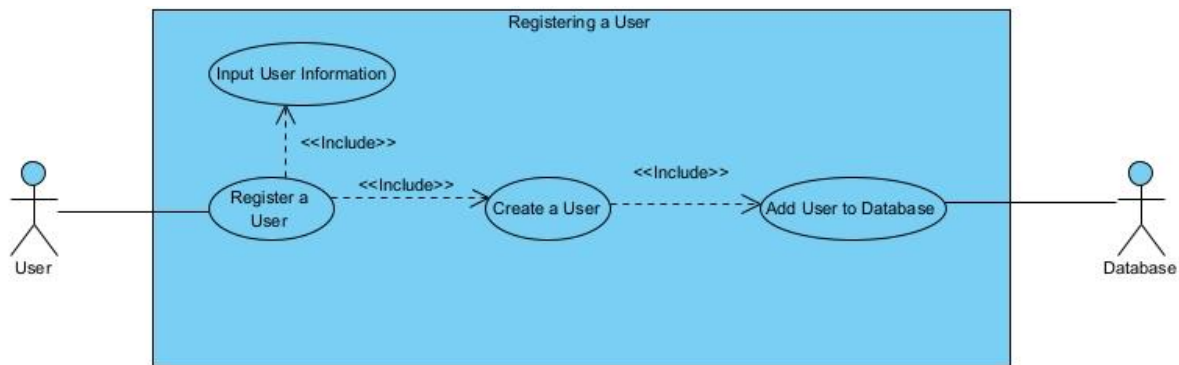 Registering a User
Input User Information
<<Include>>
Register a
User
<<Include>>
Create a User
<<Include>>
Add User to Database
User
Database